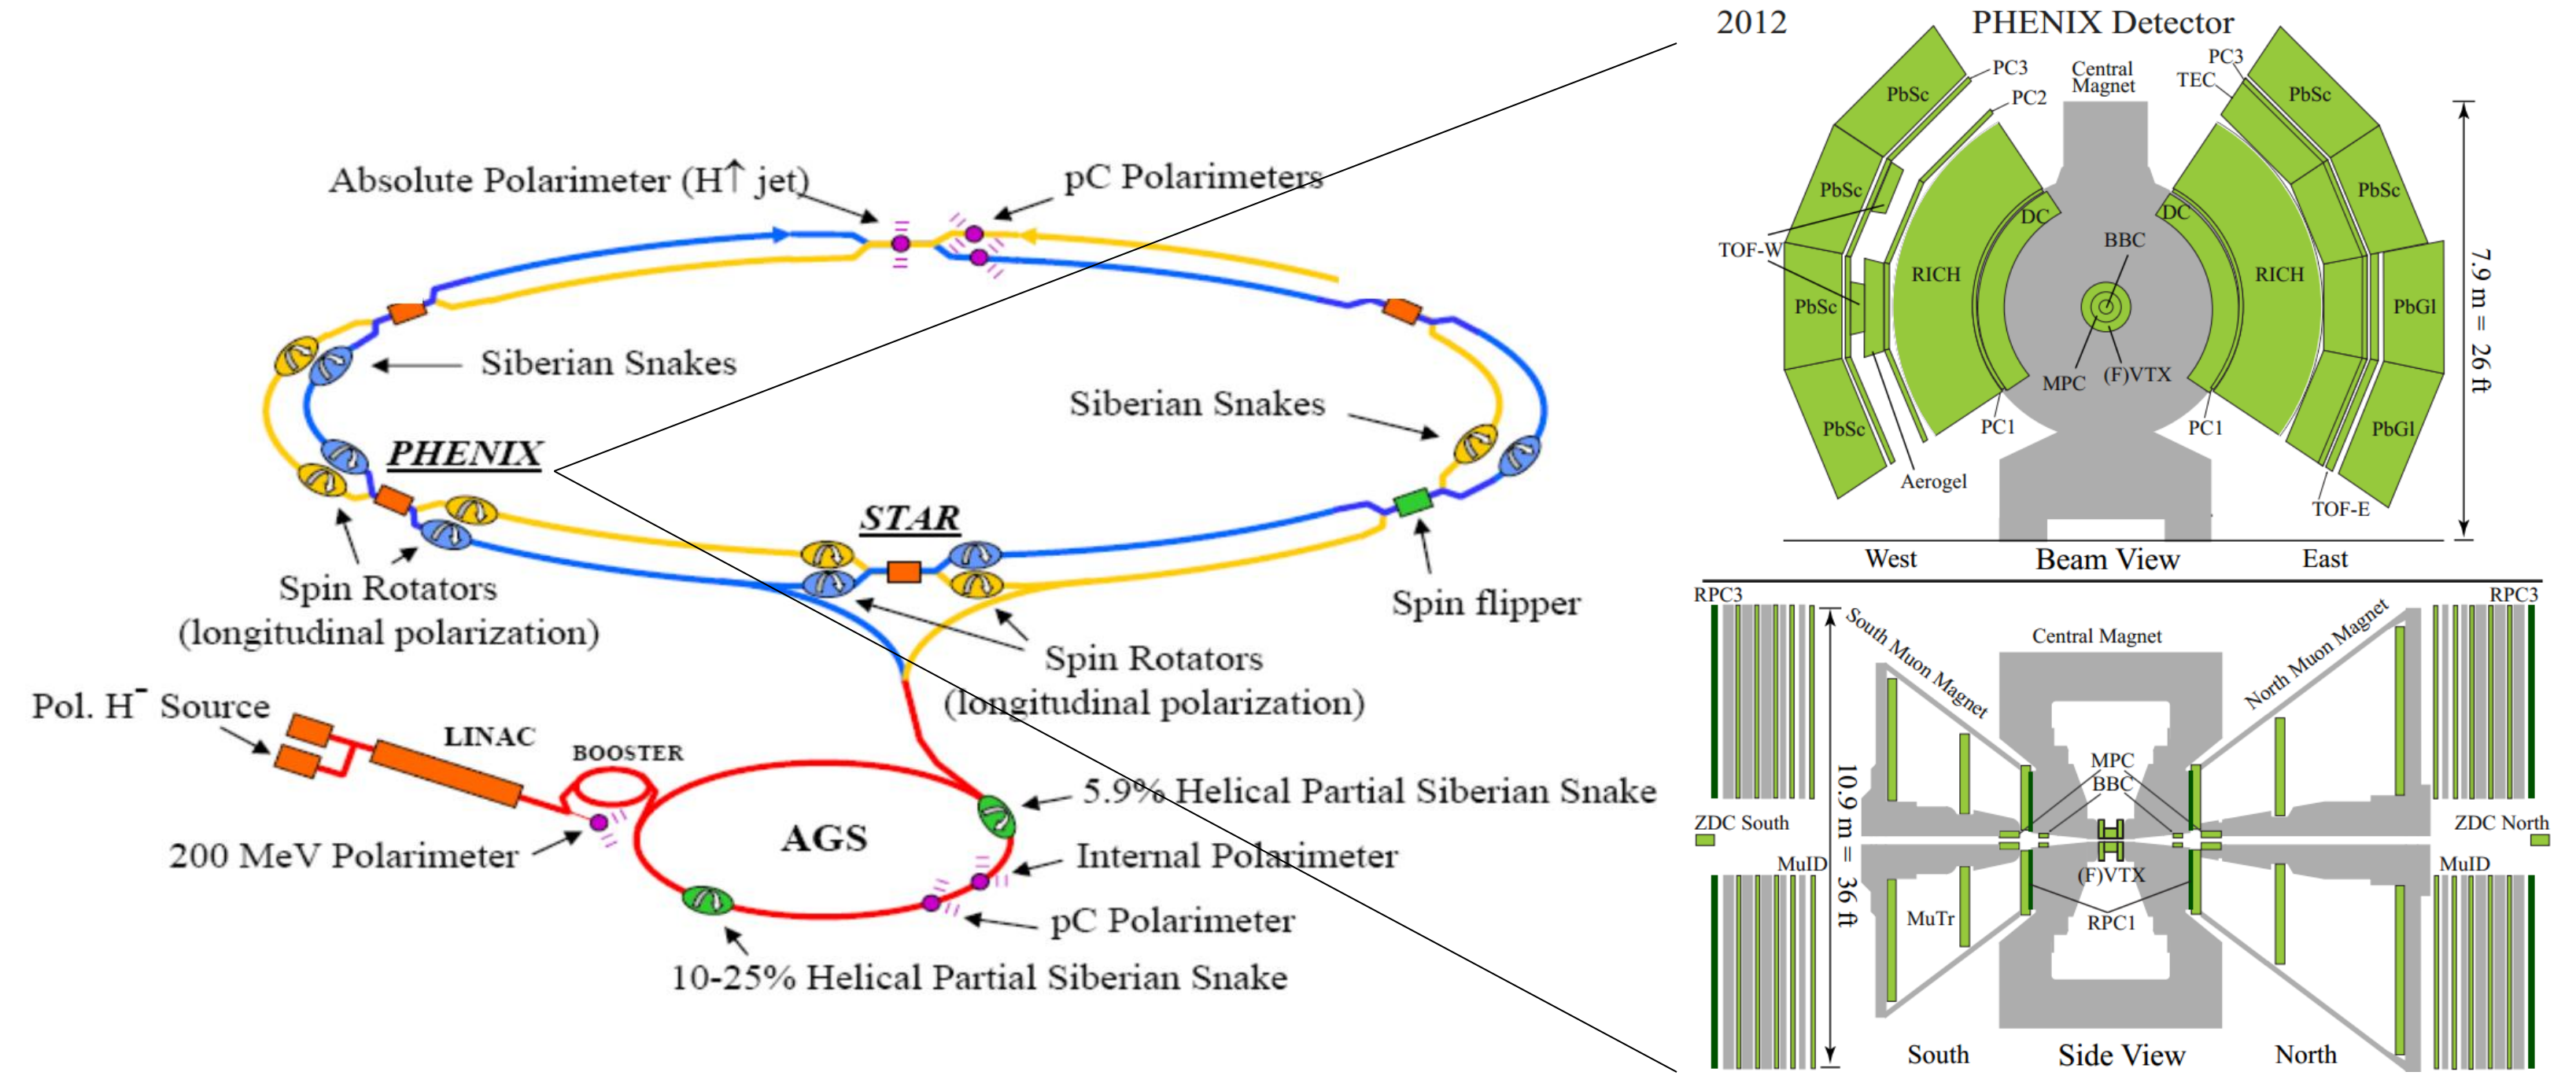 Absolute Polarimeter (H↑ jet)
pC Polarimeters
Siberian Snakes
Siberian Snakes
PHENIX
STAR
Spin Rotators
(longitudinal polarization)
Spin flipper
Spin Rotators
(longitudinal polarization)
Pol. H⁻ Source
LINAC
BOOSTER
5.9% Helical Partial Siberian Snake
AGS
200 MeV Polarimeter
Internal Polarimeter
pC Polarimeter
10-25% Helical Partial Siberian Snake
2012
PHENIX Detector
PC3
PC2
Central
Magnet
PC3
TEC
PbSc
PbSc
PbSc
PbSc
TOF-W
DC
DC
BBC
RICH
RICH
PbSc
PbGl
MPC
(F)VTX
PbSc
PC1
PC1
PbGl
Aerogel
TOF-E
7.9 m = 26 ft
West
Beam View
East
RPC3
RPC3
South Muon Magnet
Central Magnet
North Muon Magnet
MPC
BBC
ZDC South
ZDC North
MuID
MuID
10.9 m = 36 ft
(F)VTX
MuTr
RPC1
South
Side View
North